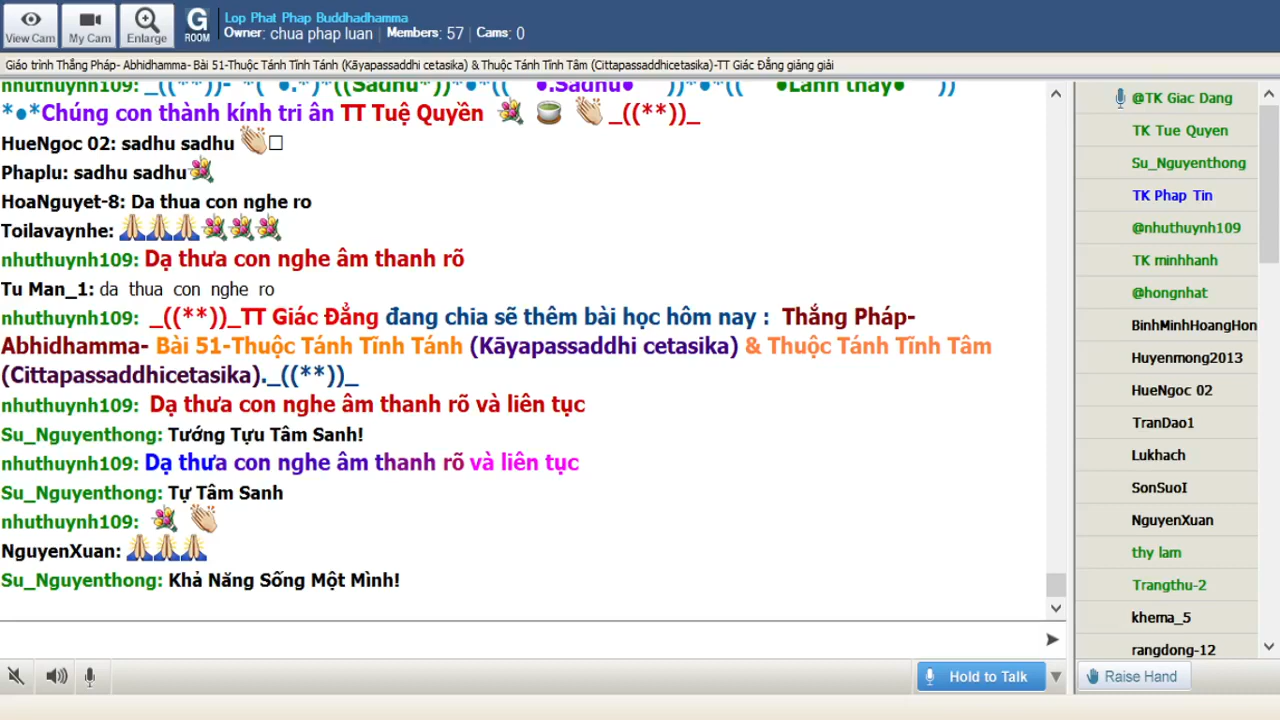 View Cam
My Cam
Enlarge
G
ROOM
Lop Phat Phap Buddhadhamma
Owner: chua phap luan | Members: 57 | Cams: 0
Giáo trình Thắng Pháp- Abhidhamma- Bài 51-Thuộc Tánh Tĩnh Tánh (Kāyapassaddhi cetasika) & Thuộc Tánh Tĩnh Tâm (Cittapassaddhicetasika)-TT Giác Đẳng giảng giải
nhuthuynh109: _((**))- *( ●.*)*((Sadhu*))*●*(( ●.Sadhu● ))*●*(( ●Lành thay● ))
*●*Chúng con thành kính tri ân TT Tuệ Quyền _((**))_
HueNgoc 02: sadhu sadhu
Phaplu: sadhu sadhu
HoaNguyet-8: Da thua con nghe ro
Toilavaynhe:
nhuthuynh109: Dạ thưa con nghe âm thanh rõ
Tu Man_1: da thua con nghe ro
nhuthuynh109: _((**))_TT Giác Đẳng đang chia sẽ thêm bài học hôm nay : Thắng Pháp-
Abhidhamma- Bài 51-Thuộc Tánh Tĩnh Tánh (Kāyapassaddhi cetasika) & Thuộc Tánh Tĩnh Tâm
(Cittapassaddhicetasika)._((**))_
nhuthuynh109: Dạ thưa con nghe âm thanh rõ và liên tục
Su_Nguyenthong: Tướng Tựu Tâm Sanh!
nhuthuynh109: Dạ thưa con nghe âm thanh rõ và liên tục
Su_Nguyenthong: Tự Tâm Sanh
nhuthuynh109:
NguyenXuan:
Su_Nguyenthong: Khả Năng Sống Một Mình!
Hold to Talk
@TK Giac Dang
TK Tue Quyen
Su_Nguyenthong
TK Phap Tin
@nhuthuynh109
TK minhhanh
@hongnhat
BinhMinhHoangHon
Huyenmong2013
HueNgoc 02
TranDao1
Lukhach
SonSuoI
NguyenXuan
thy lam
Trangthu-2
khema_5
rangdong-12
Raise Hand